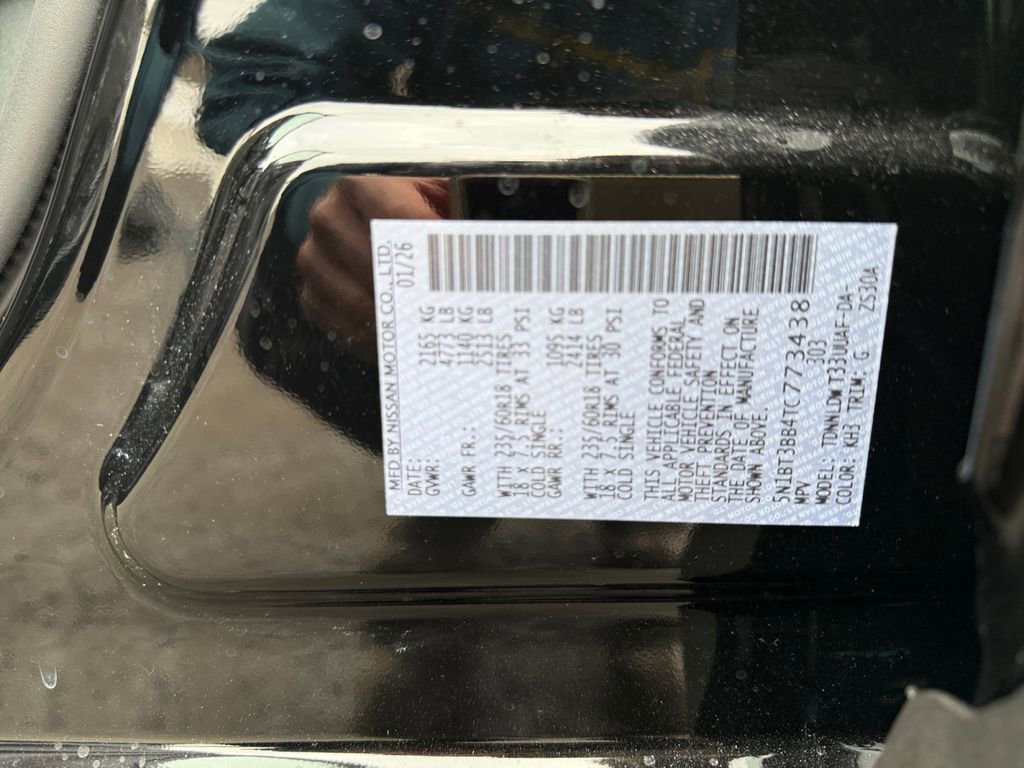 MFD BY NISSAN MOTOR CO., LTD.
DATE: 01/26
GVWR: 2165 KG
4773 LB
GAWR FR.: 1140 KG
2513 LB
WITH 235/60R18 TIRES
18 X 7.5 RIMS AT 33 PSI
COLD SINGLE
GAWR RR.: 1095 KG
2414 LB
WITH 235/60R18 TIRES
18 X 7.5 RIMS AT 30 PSI
COLD SINGLE
THIS VEHICLE CONFORMS TO
ALL APPLICABLE FEDERAL
MOTOR VEHICLE SAFETY AND
THEFT PREVENTION
STANDARDS IN EFFECT ON
THE DATE OF MANUFACTURE
SHOWN ABOVE.
5N1BT3BB4TC773438
MPV 303
MODEL: TDWNLDWT33UUAF-DA-
COLOR: KH3 TRIM: G ZS30A